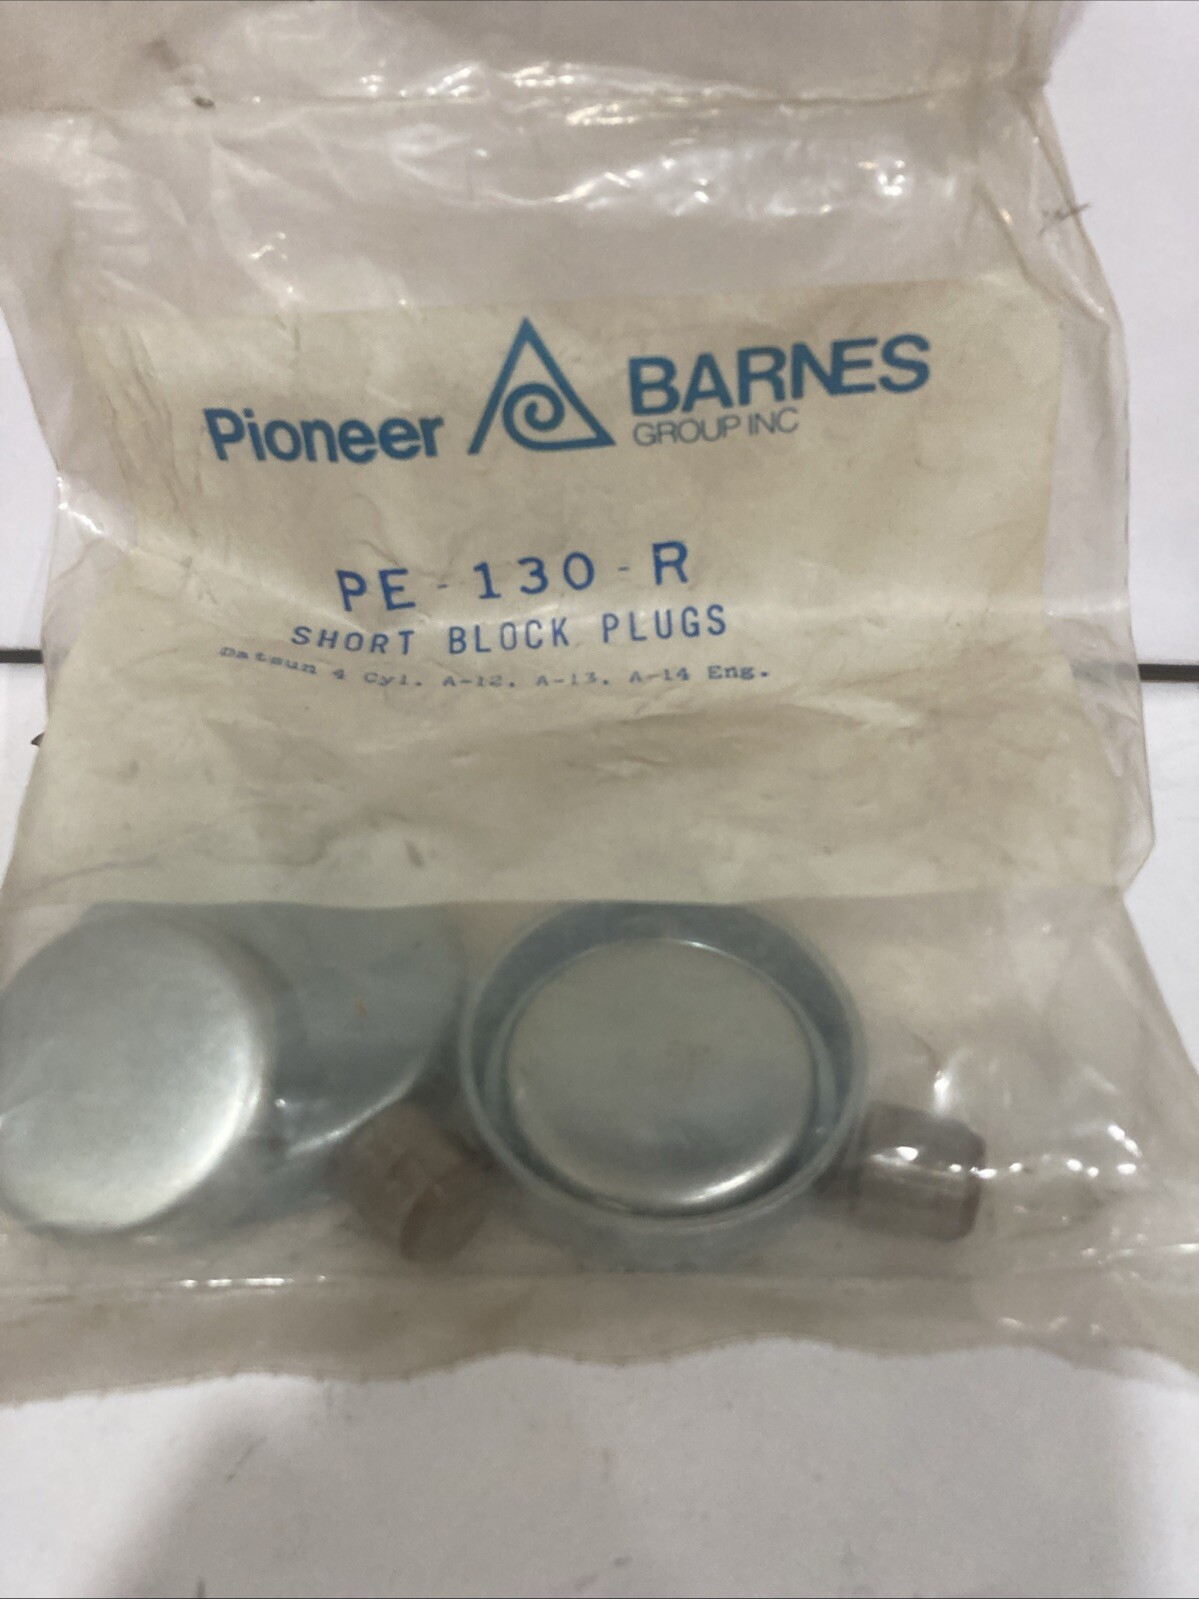 Pioneer BARNES
GROUP INC
PE-130-R
SHORT BLOCK PLUGS
Datsun 4 Cyl. A-12, A-13, A-14 Eng.